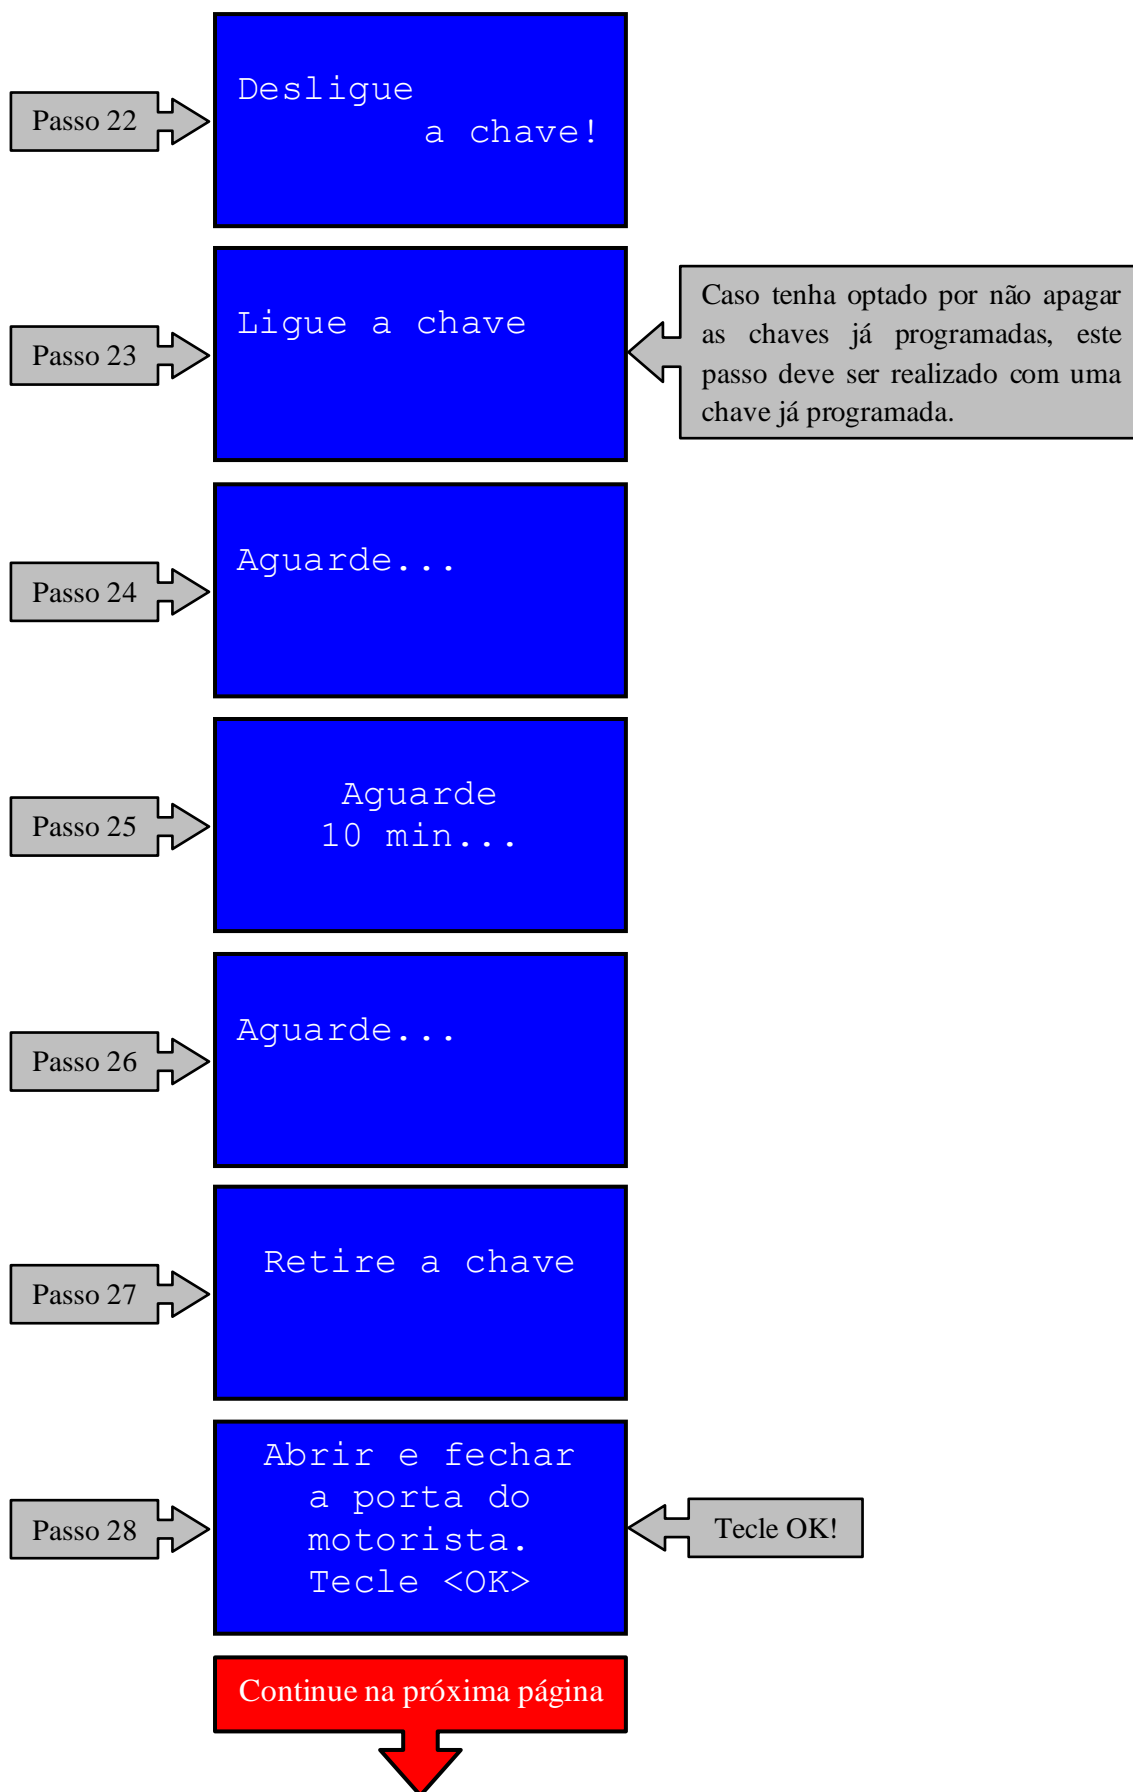 Passo 22
Desligue
a chave!
Passo 23
Ligue a chave
Caso tenha optado por não apagar
as chaves já programadas, este
passo deve ser realizado com uma
chave já programada.
Passo 24
Aguarde...
Passo 25
Aguarde
10 min...
Passo 26
Aguarde...
Passo 27
Retire a chave
Passo 28
Abrir e fechar
a porta do
motorista.
Tecle <OK>
Tecle OK!
Continue na próxima página